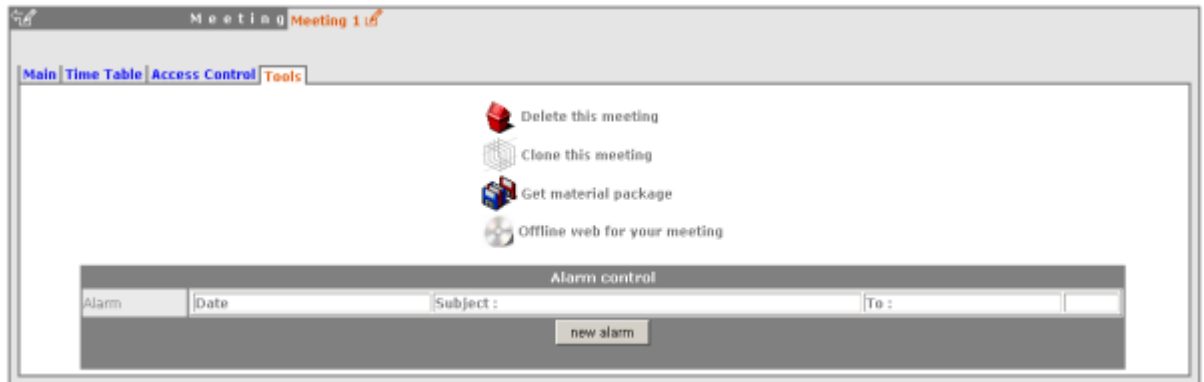 Meeting Meeting 1
Main Time Table Access Control Tools
Delete this meeting
Clone this meeting
Get material package
Offline web for your meeting
Alarm control
Alarm Date Subject : To :
new alarm